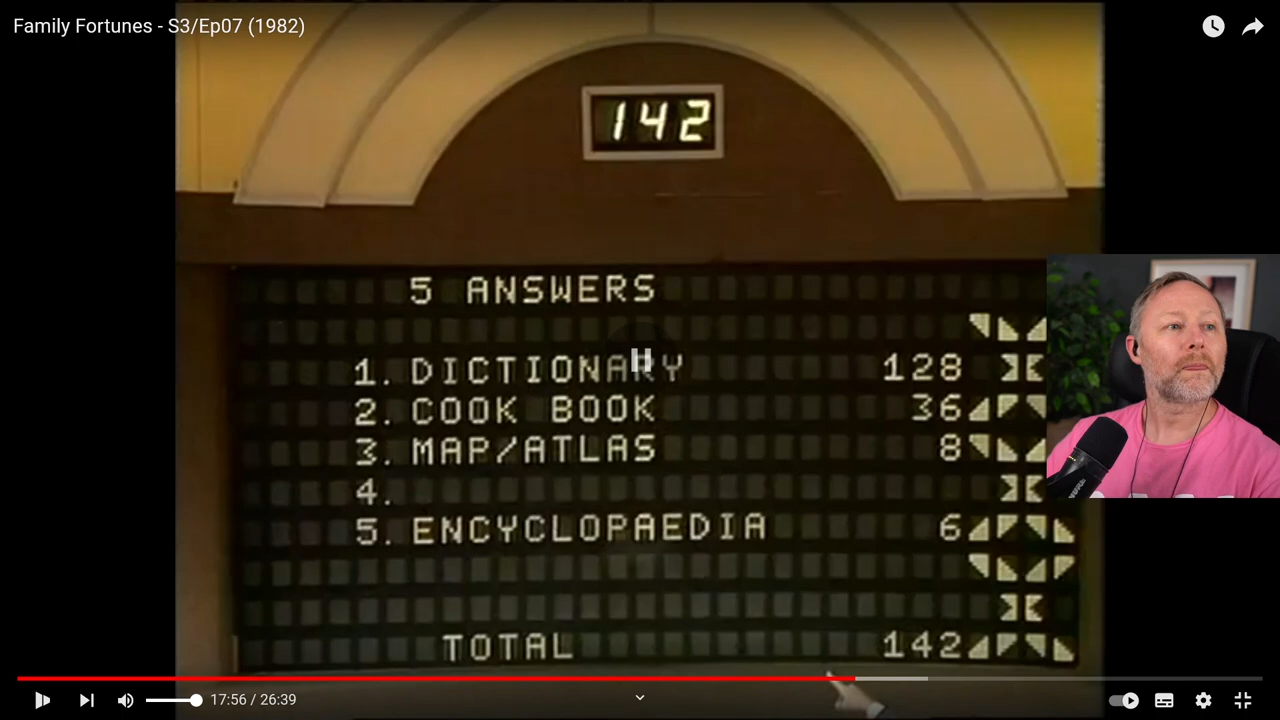 Family Fortunes - S3/Ep07 (1982)
142
5 ANSWERS
1. DICTIONARY 128
2. COOK BOOK 36
3. MAP/ATLAS 8
4.
5. ENCYCLOPAEDIA 6
TOTAL 142
17:56 / 26:39